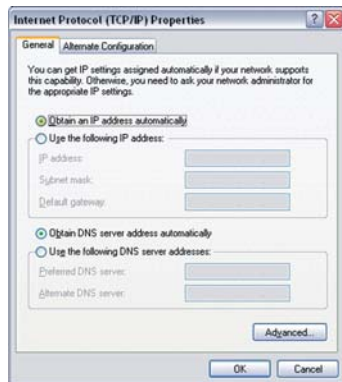 Internet Protocol (TCP/IP) Properties
General
Alternate Configuration
You can get IP settings assigned automatically if your network supports
this capability. Otherwise, you need to ask your network administrator for
the appropriate IP settings.
Obtain an IP address automatically
Use the following IP address:
IP address:
Subnet mask:
Default gateway:
Obtain DNS server address automatically
Use the following DNS server addresses:
Preferred DNS server:
Alternate DNS server:
Advanced...
OK
Cancel